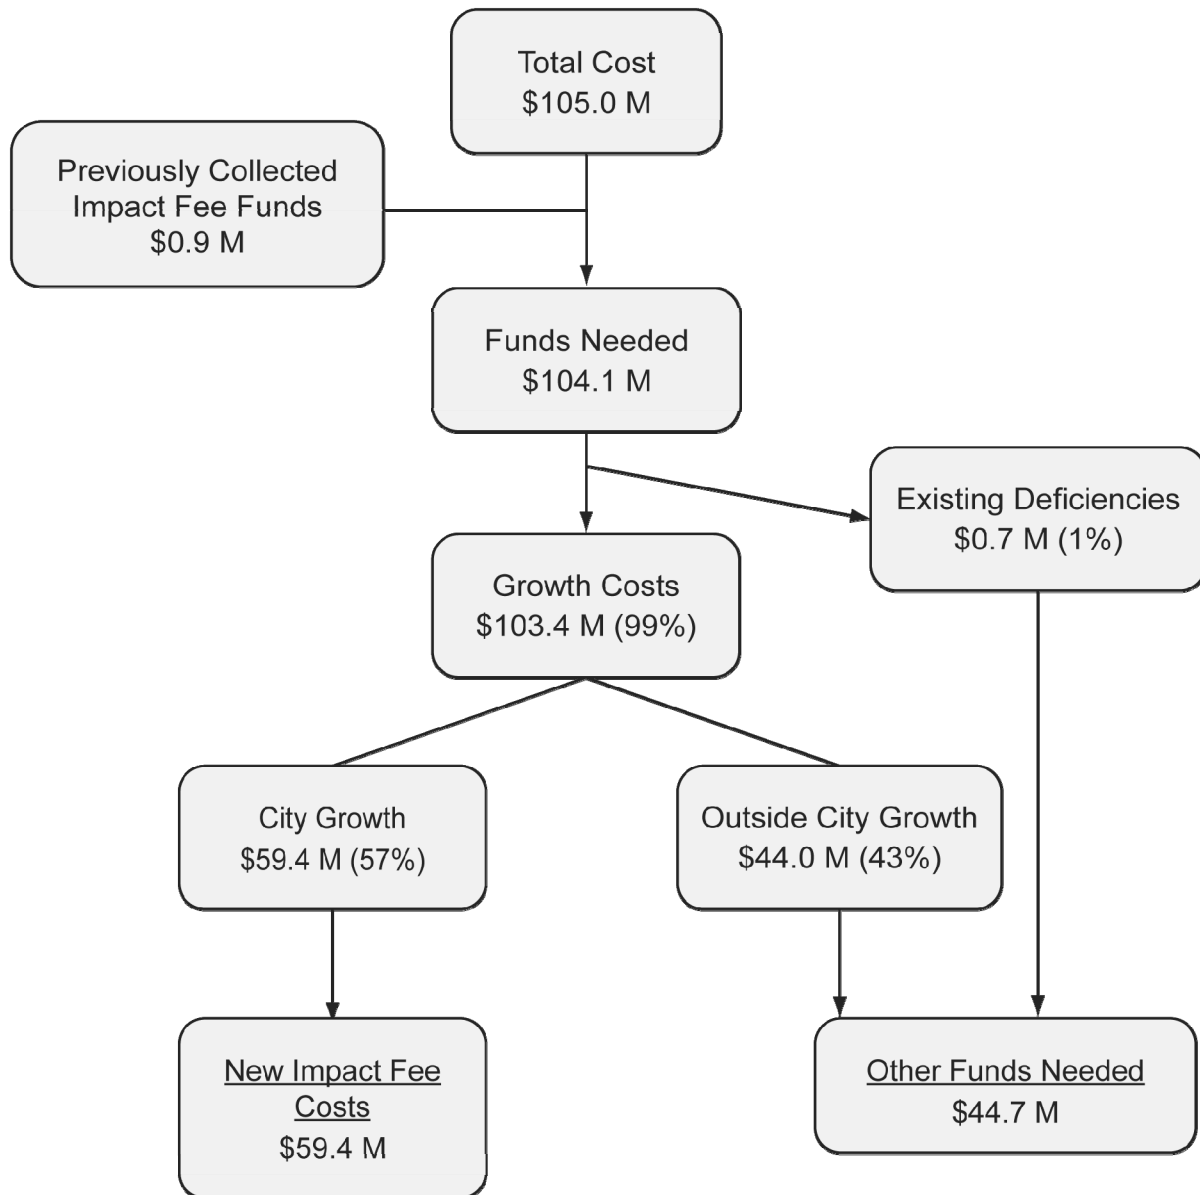 Total Cost
$105.0 M
Previously Collected
Impact Fee Funds
$0.9 M
Funds Needed
$104.1 M
Existing Deficiencies
$0.7 M (1%)
Growth Costs
$103.4 M (99%)
City Growth
$59.4 M (57%)
Outside City Growth
$44.0 M (43%)
New Impact Fee
Costs
$59.4 M
Other Funds Needed
$44.7 M